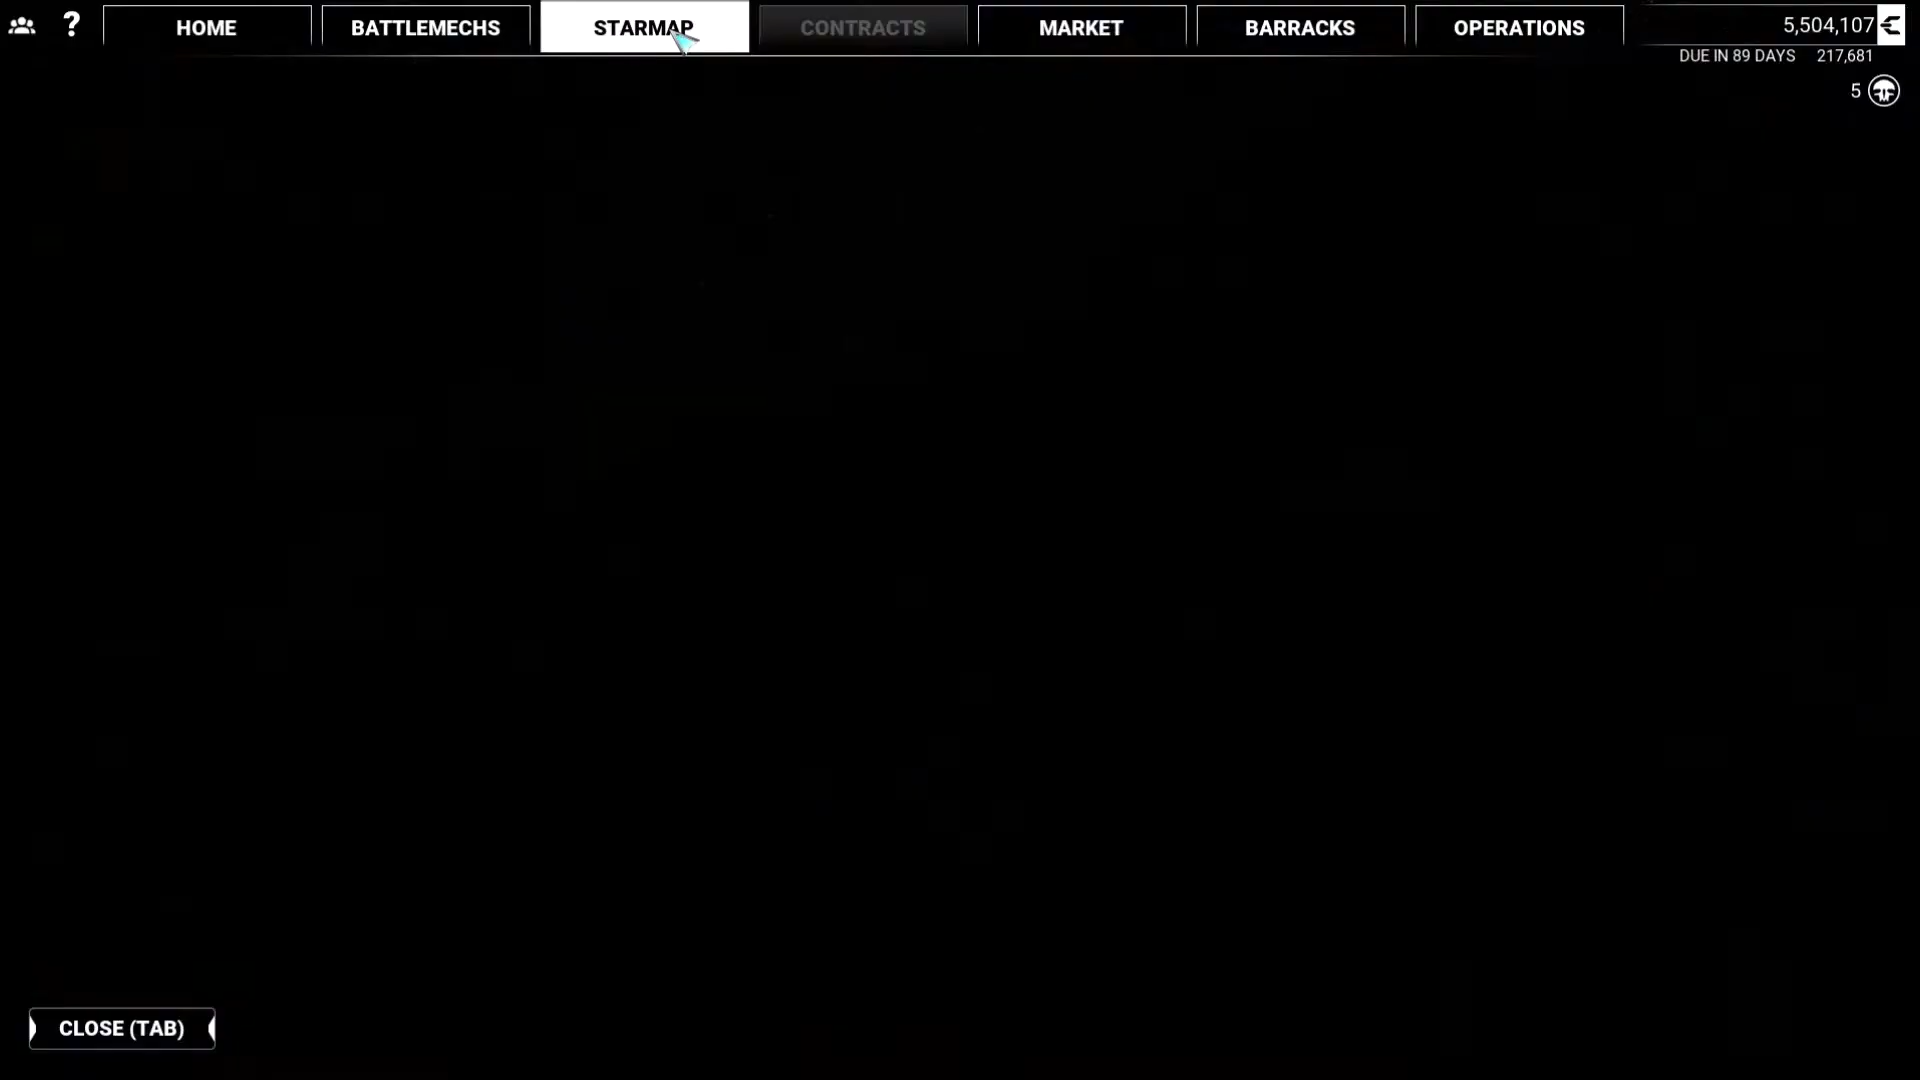 ?
HOME
BATTLEMECHS
STARMAP
CONTRACTS
MARKET
BARRACKS
OPERATIONS
5,504,107
DUE IN 89 DAYS 217,681
5
CLOSE (TAB)